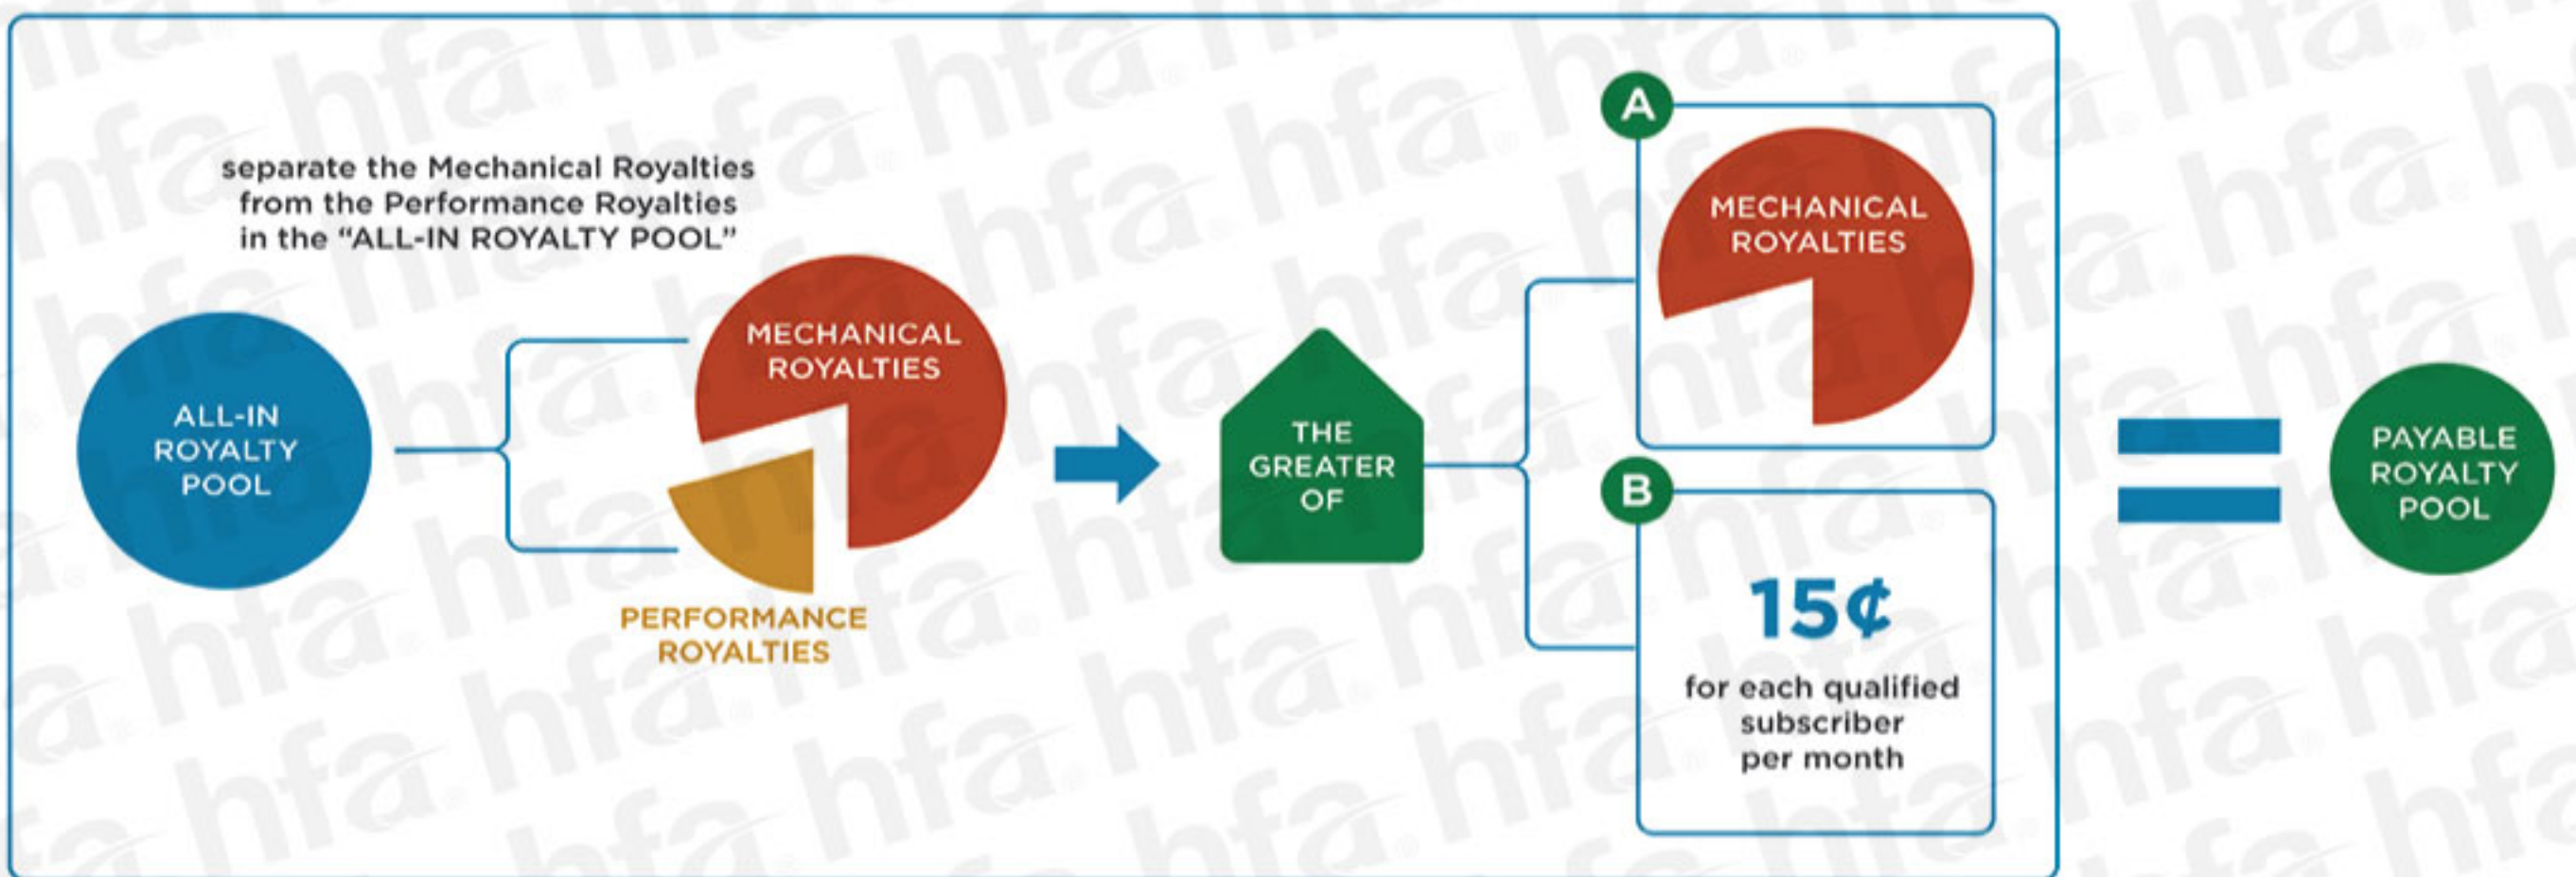 separate the Mechanical Royalties
from the Performance Royalties
in the “ALL-IN ROYALTY POOL”
ALL-IN
ROYALTY
POOL
MECHANICAL
ROYALTIES
PERFORMANCE
ROYALTIES
THE
GREATER
OF
A
MECHANICAL
ROYALTIES
B
15¢
for each qualified
subscriber
per month
PAYABLE
ROYALTY
POOL
hfa